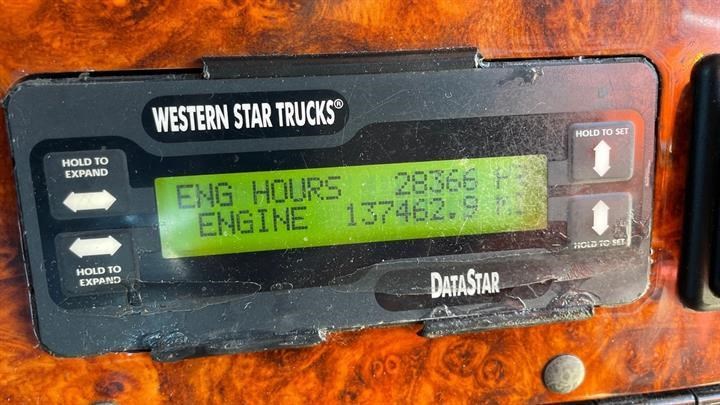 WESTERN STAR TRUCKS®
HOLD TO
EXPAND
HOLD TO SET
ENG HOURS 28366
ENGINE 137462.9
HOLD TO
EXPAND
HOLD TO SET
DATASTAR